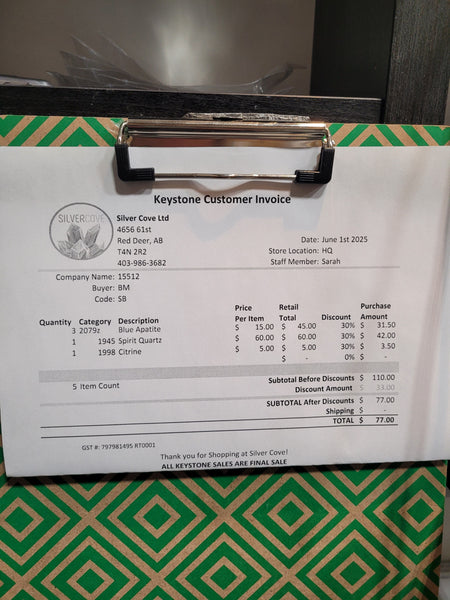 Keystone Customer Invoice
SILVERCOVE
Silver Cove Ltd
4656 61st
Red Deer, AB
T4N 2R2
403-986-3682
Date: June 1st 2025
Store Location: HQ
Staff Member: Sarah
Company Name: 15512
Buyer: BM
Code: SB
Quantity Category Description Price Per Item Retail Total Discount Purchase Amount
3 2079z Blue Apatite $ 15.00 $ 45.00 30% $ 31.50
1 1945 Spirit Quartz $ 60.00 $ 60.00 30% $ 42.00
1 1998 Citrine $ 5.00 $ 5.00 30% $ 3.50
$ - 0% $ -
5 Item Count
Subtotal Before Discounts $ 110.00
Discount Amount $ 33.00
SUBTOTAL After Discounts $ 77.00
Shipping $ -
TOTAL $ 77.00
GST #: 797981495 RT0001
Thank you for Shopping at Silver Cove!
ALL KEYSTONE SALES ARE FINAL SALE